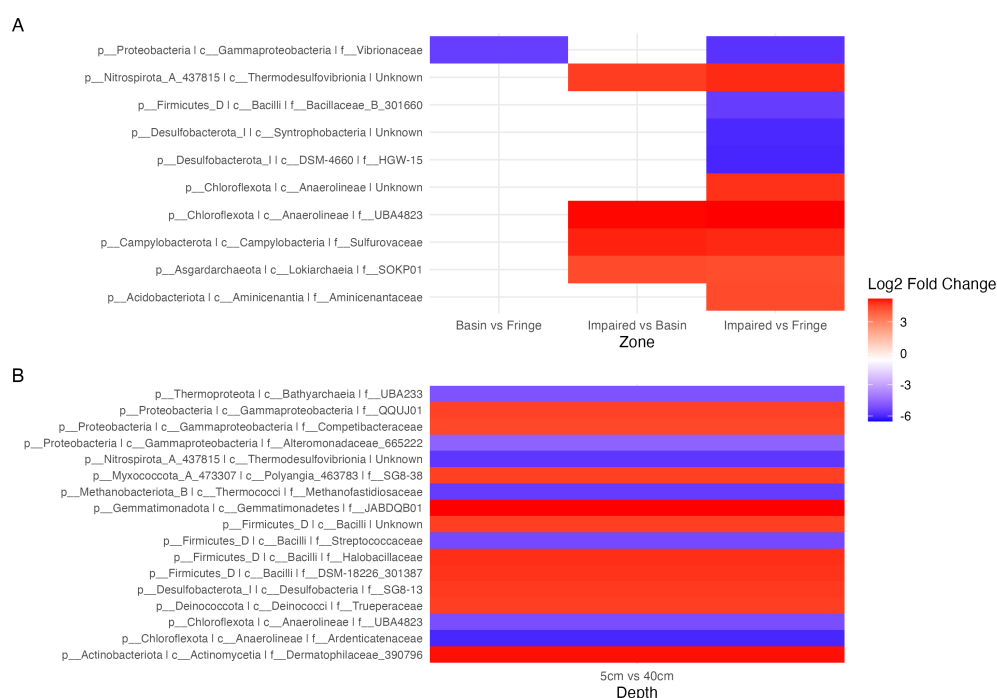 A
p__Proteobacteria | c__Gammaproteobacteria | f__Vibrionaceae
p__Nitrospirota_A_437815 | c__Thermodesulfovibrionia | Unknown
p__Firmicutes_D | c__Bacilli | f__Bacillaceae_B_301660
p__Desulfobacterota_I | c__Syntrophobacteria | Unknown
p__Desulfobacterota_I | c__DSM-4660 | f__HGW-15
p__Chloroflexota | c__Anaerolineae | Unknown
p__Chloroflexota | c__Anaerolineae | f__UBA4823
p__Campylobacterota | c__Campylobacteria | f__Sulfurovaceae
p__Asgardarchaeota | c__Lokiarchaeia | f__SOKP01
p__Acidobacteriota | c__Aminicenantia | f__Aminicenantaceae
Basin vs Fringe Impaired vs Basin Impaired vs Fringe
Zone
Log2 Fold Change
3
0
-3
-6
B
p__Thermoproteota | c__Bathyarchaeia | f__UBA233
p__Proteobacteria | c__Gammaproteobacteria | f__QQUJ01
p__Proteobacteria | c__Gammaproteobacteria | f__Competibacteraceae
p__Proteobacteria | c__Gammaproteobacteria | f__Alteromonadaceae_665222
p__Nitrospirota_A_437815 | c__Thermodesulfovibrionia | Unknown
p__Myxococcota_A_473307 | c__Polyangia_463783 | f__SG8-38
p__Methanobacteriota_B | c__Thermococci | f__Methanofastidiosaceae
p__Gemmatimonadota | c__Gemmatimonadetes | f__JABDQB01
p__Firmicutes_D | c__Bacilli | Unknown
p__Firmicutes_D | c__Bacilli | f__Streptococcaceae
p__Firmicutes_D | c__Bacilli | f__Halobacillaceae
p__Firmicutes_D | c__Bacilli | f__DSM-18226_301387
p__Desulfobacterota_I | c__Desulfobacteria | f__SG8-13
p__Deinococcota | c__Deinococci | f__Trueperaceae
p__Chloroflexota | c__Anaerolineae | f__UBA4823
p__Chloroflexota | c__Anaerolineae | f__Ardenticatenaceae
p__Actinobacteriota | c__Actinomycetia | f__Dermatophilaceae_390796
5cm vs 40cm
Depth